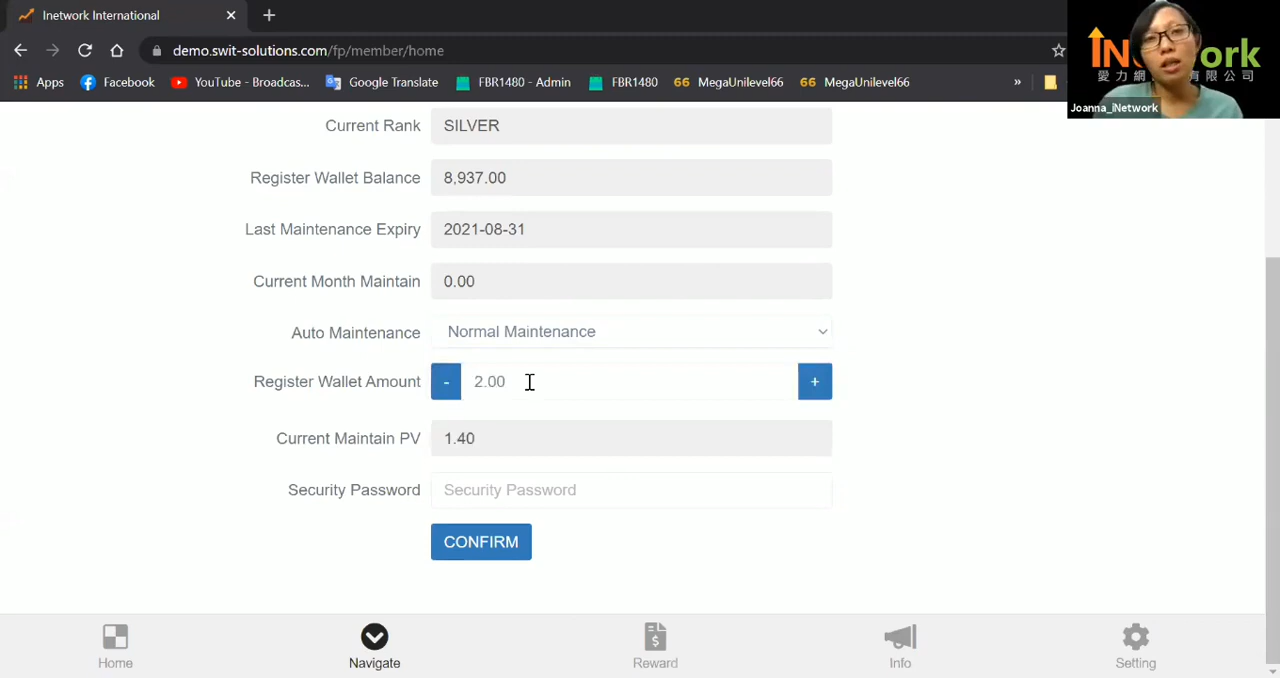 Inetwork International
demo.swit-solutions.com/fp/member/home
Apps
Facebook
YouTube - Broadcas...
Google Translate
FBR1480 - Admin
FBR1480
66 MegaUnilevel66
66 MegaUnilevel66
»
Joanna_iNetwork
Current Rank SILVER
Register Wallet Balance 8,937.00
Last Maintenance Expiry 2021-08-31
Current Month Maintain 0.00
Auto Maintenance Normal Maintenance
Register Wallet Amount - 2.00 +
Current Maintain PV 1.40
Security Password Security Password
CONFIRM
Home
Navigate
Reward
Info
Setting